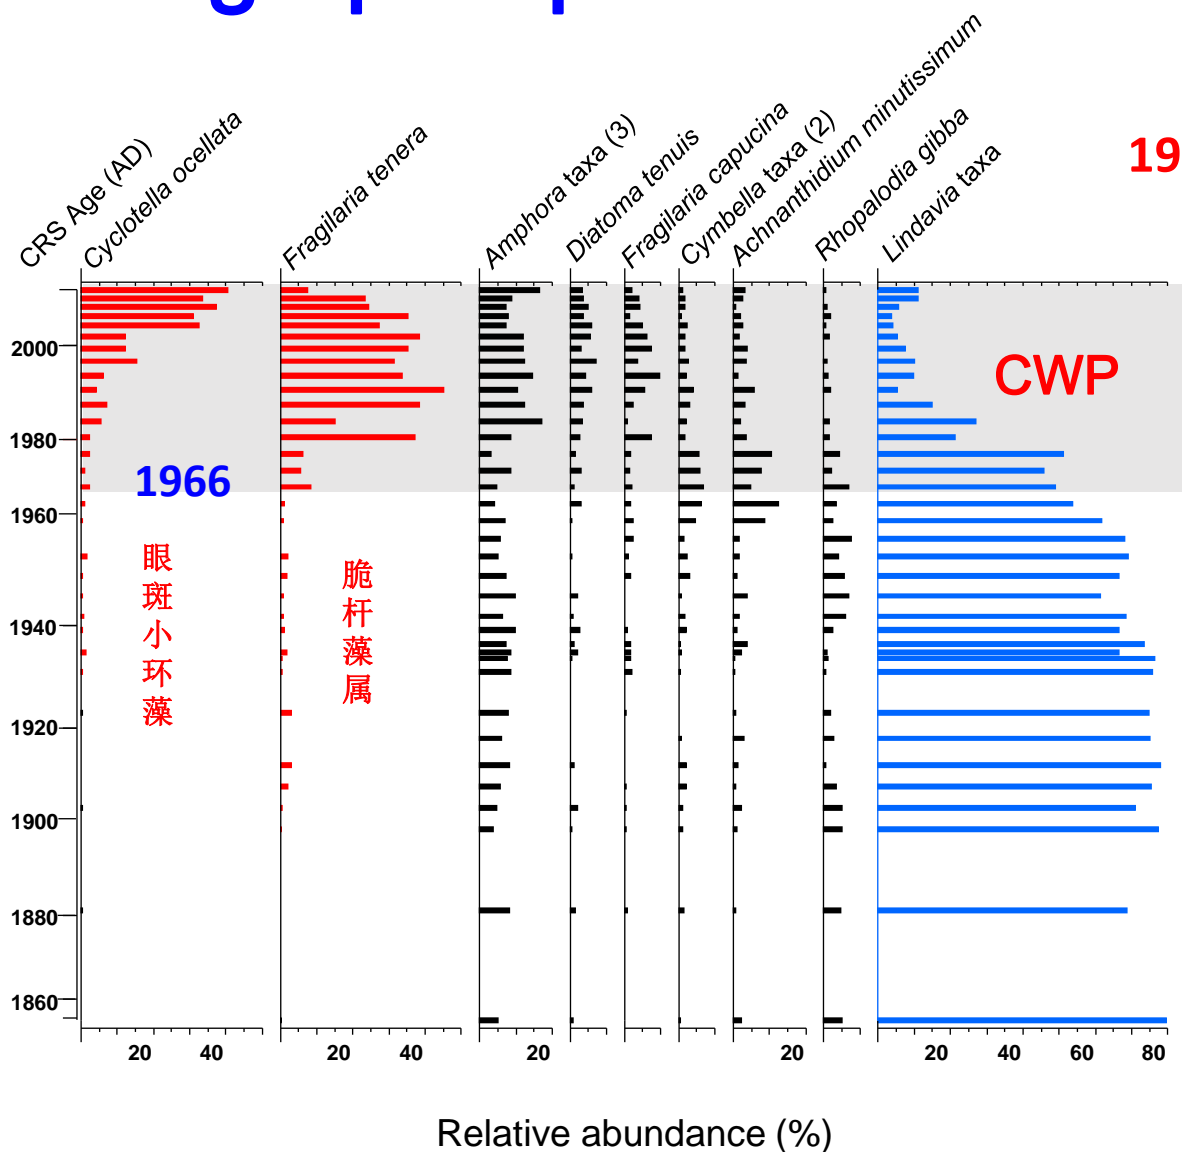 19
CRS Age (AD)
Cyclotella ocellata
Fragilaria tenera
Amphora taxa (3)
Diatoma tenuis
Fragilaria capucina
Cymbella taxa (2)
Achnanthidium minutissimum
Rhopalodia gibba
Lindavia taxa
2000
1980
1960
1940
1920
1900
1880
1860
CWP
1966
眼斑小环藻
脆杆藻属
20 40 20 40 20 20 20 40 60 80
Relative abundance (%)